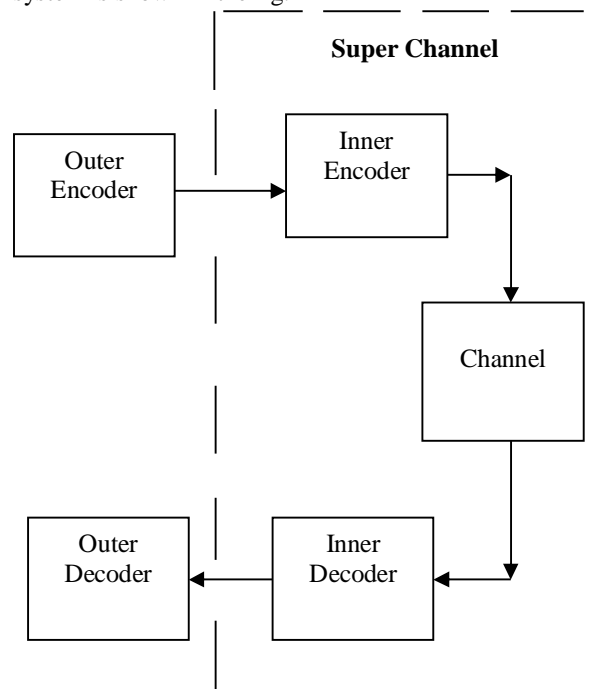 Super Channel
Outer
Encoder
Inner
Encoder
Channel
Outer
Decoder
Inner
Decoder